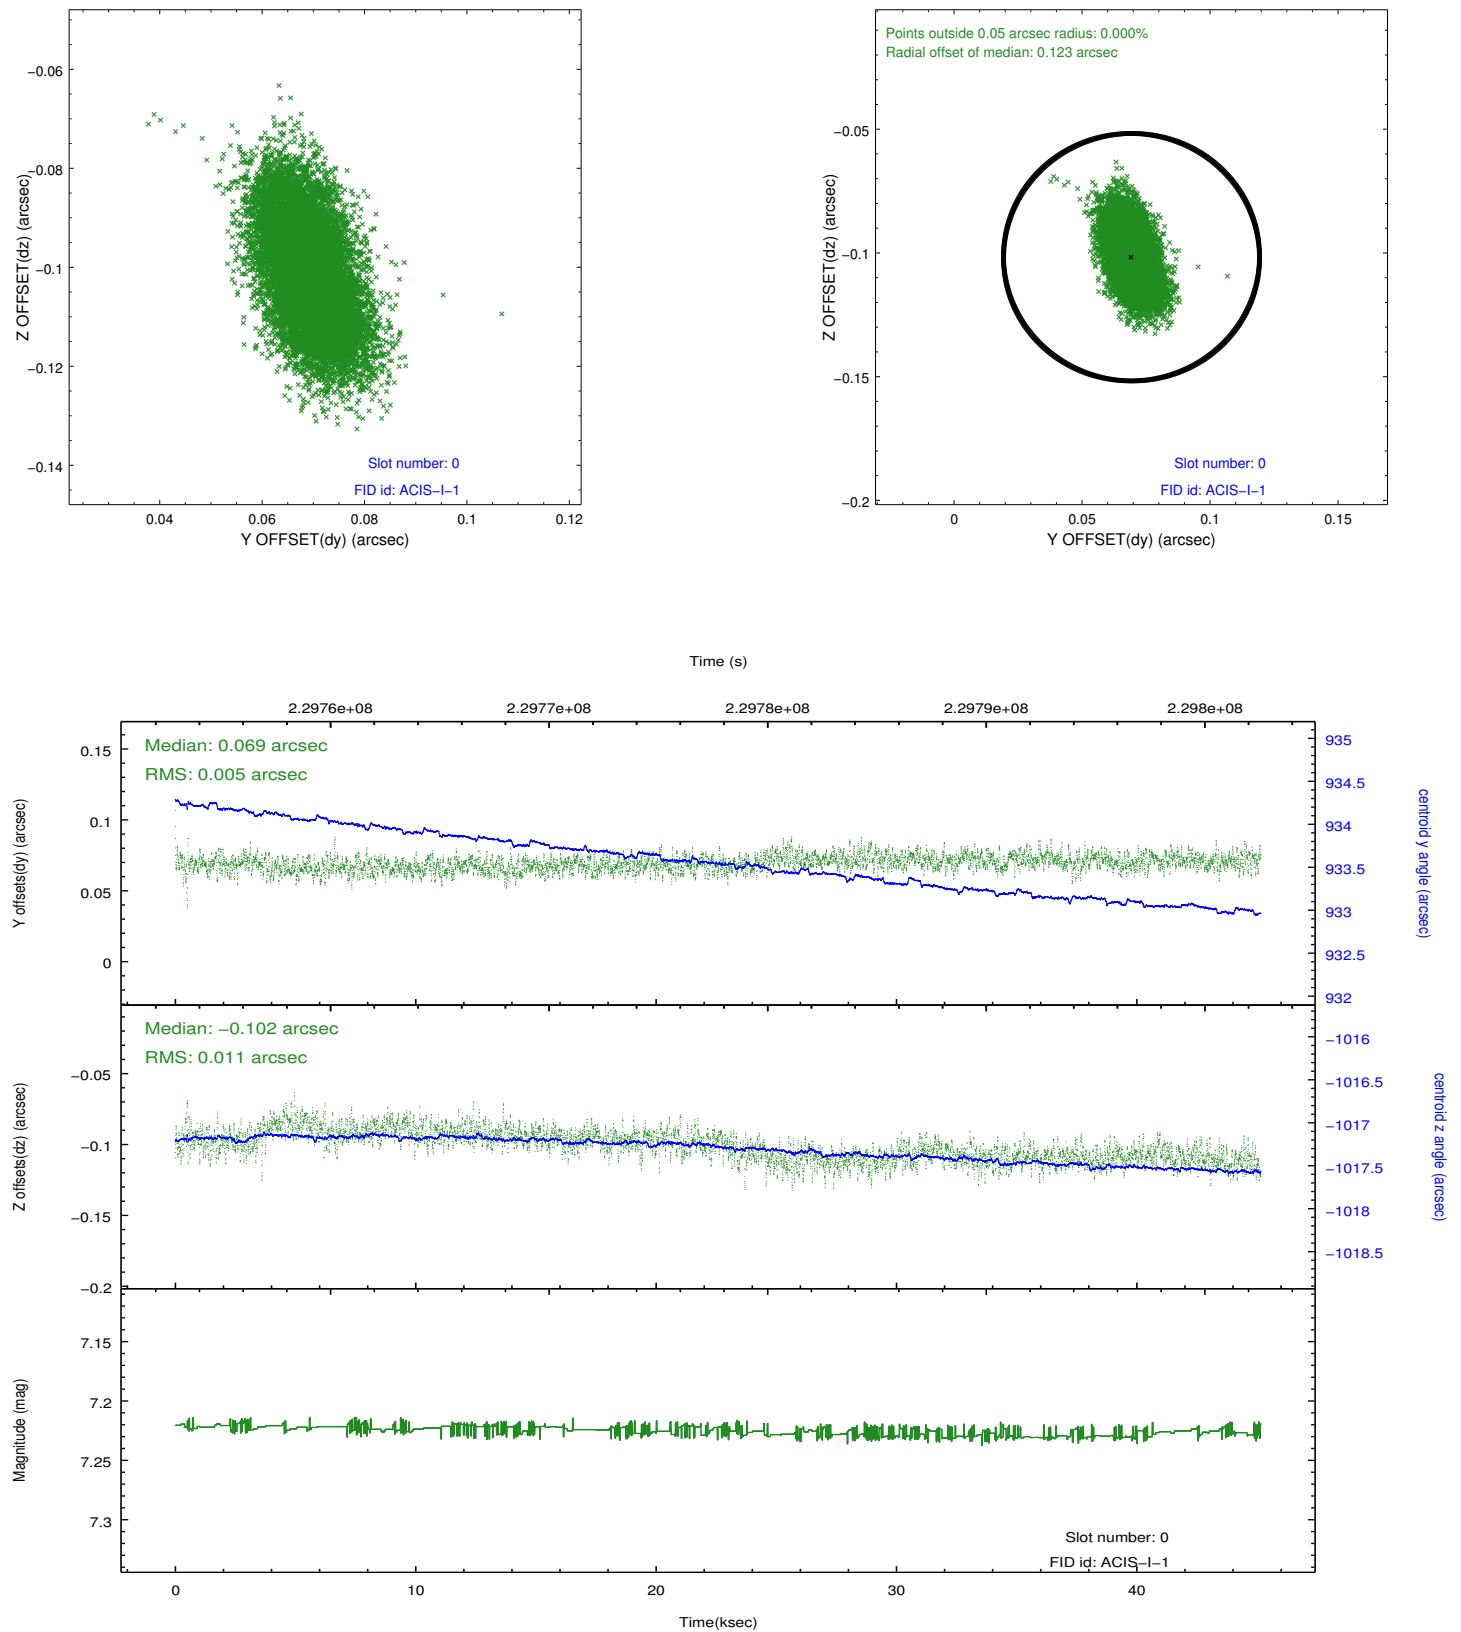 −0.06
−0.08
−0.1
−0.12
−0.14
Z OFFSET(dz) (arcsec)
Slot number: 0
FID id: ACIS−I−1
0.04 0.06 0.08 0.1 0.12
Y OFFSET(dy) (arcsec)
Points outside 0.05 arcsec radius: 0.000%
Radial offset of median: 0.123 arcsec
−0.05
−0.1
−0.15
−0.2
Z OFFSET(dz) (arcsec)
Slot number: 0
FID id: ACIS−I−1
0 0.05 0.1 0.15
Y OFFSET(dy) (arcsec)
Time (s)
2.2976e+08 2.2977e+08 2.2978e+08 2.2979e+08 2.298e+08
Median: 0.069 arcsec
RMS: 0.005 arcsec
0.15
0.1
0.05
0
Y offsets(dy) (arcsec)
935
934.5
934
933.5
933
932.5
932
centroid y angle (arcsec)
Median: −0.102 arcsec
RMS: 0.011 arcsec
−0.05
−0.1
−0.15
−0.2
Z offsets(dz) (arcsec)
−1016
−1016.5
−1017
−1017.5
−1018
−1018.5
centroid z angle (arcsec)
7.15
7.2
7.25
7.3
Magnitude (mag)
Slot number: 0
FID id: ACIS−I−1
0 10 20 30 40
Time(ksec)